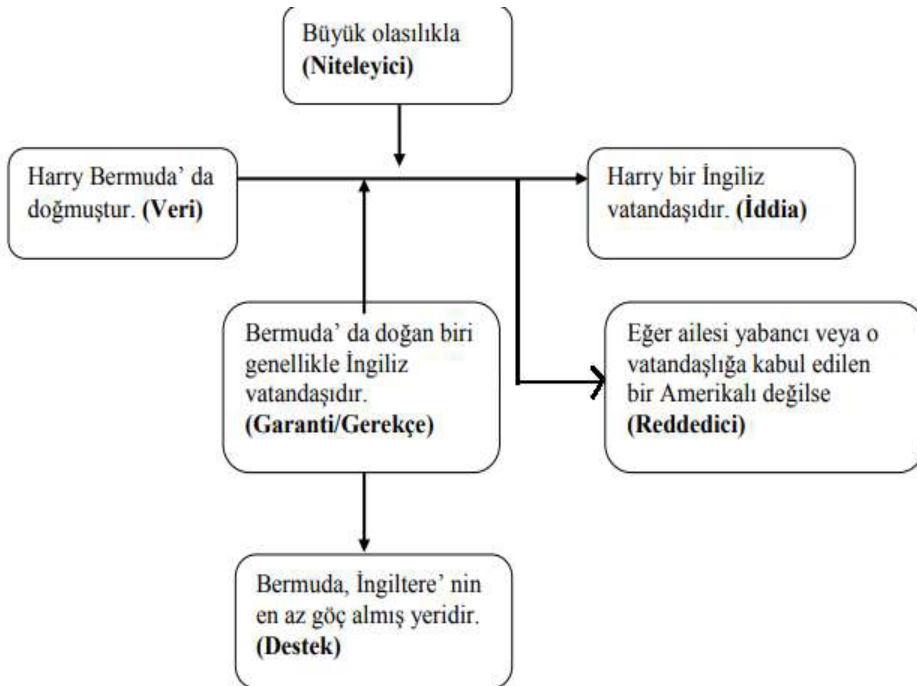 Büyük olasılıkla
(Niteleyici)
Harry Bermuda’ da
doğmuştur. (Veri)
Harry bir İngiliz
vatandaşıdır. (İddia)
Bermuda’ da doğan biri
genellikle İngiliz
vatandaşıdır.
(Garanti/Gerekçe)
Eğer ailesi yabancı veya o
vatandaşlığa kabul edilen
bir Amerikalı değilse
(Reddedici)
Bermuda, İngiltere’ nin
en az göç almış yeridir.
(Destek)